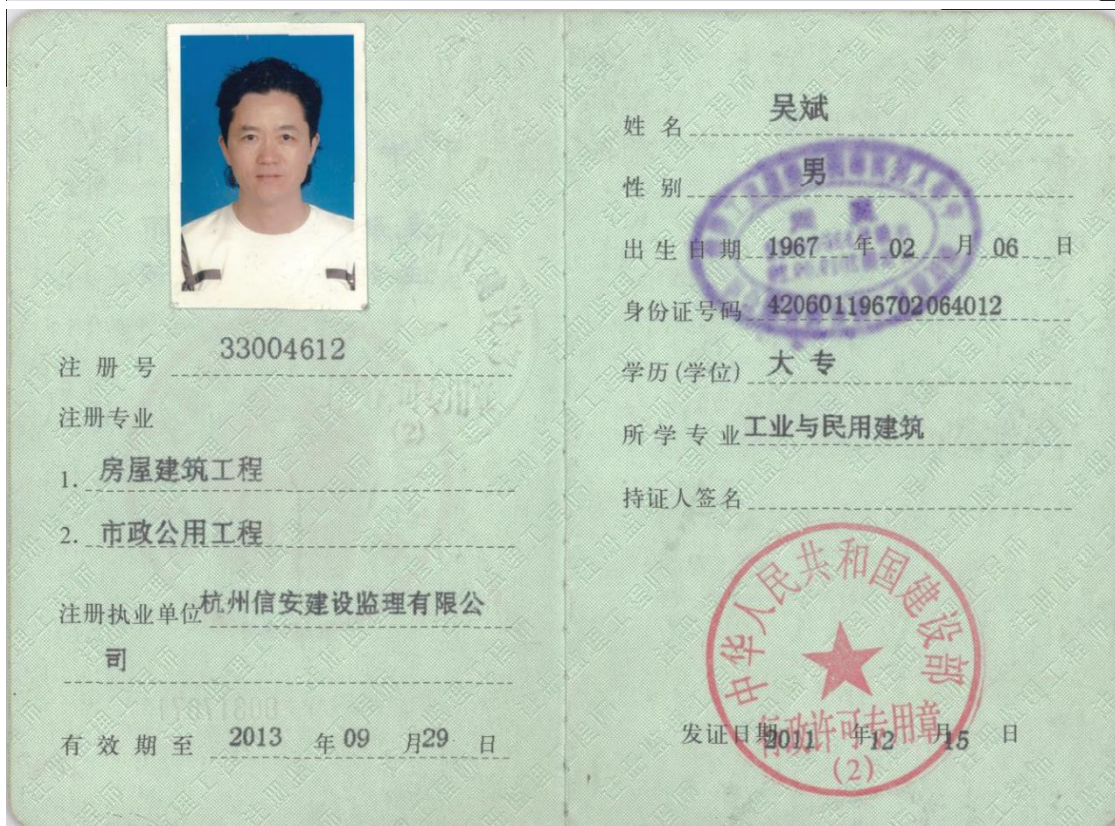 注 册 号 33004612
注册专业
1. 房屋建筑工程
2. 市政公用工程
注册执业单位 杭州信安建设监理有限公
司
有 效 期 至 2013 年 09 月 29 日
姓 名 吴斌
性 别 男
出 生 日 期 1967 年 02 月 06 日
身份证号码 420601196702064012
学历(学位) 大 专
所 学 专 业 工业与民用建筑
持证人签名
中华人民共和国建设部
行政许可专用章
(2)
发证日期 2011 年 12 月 15 日